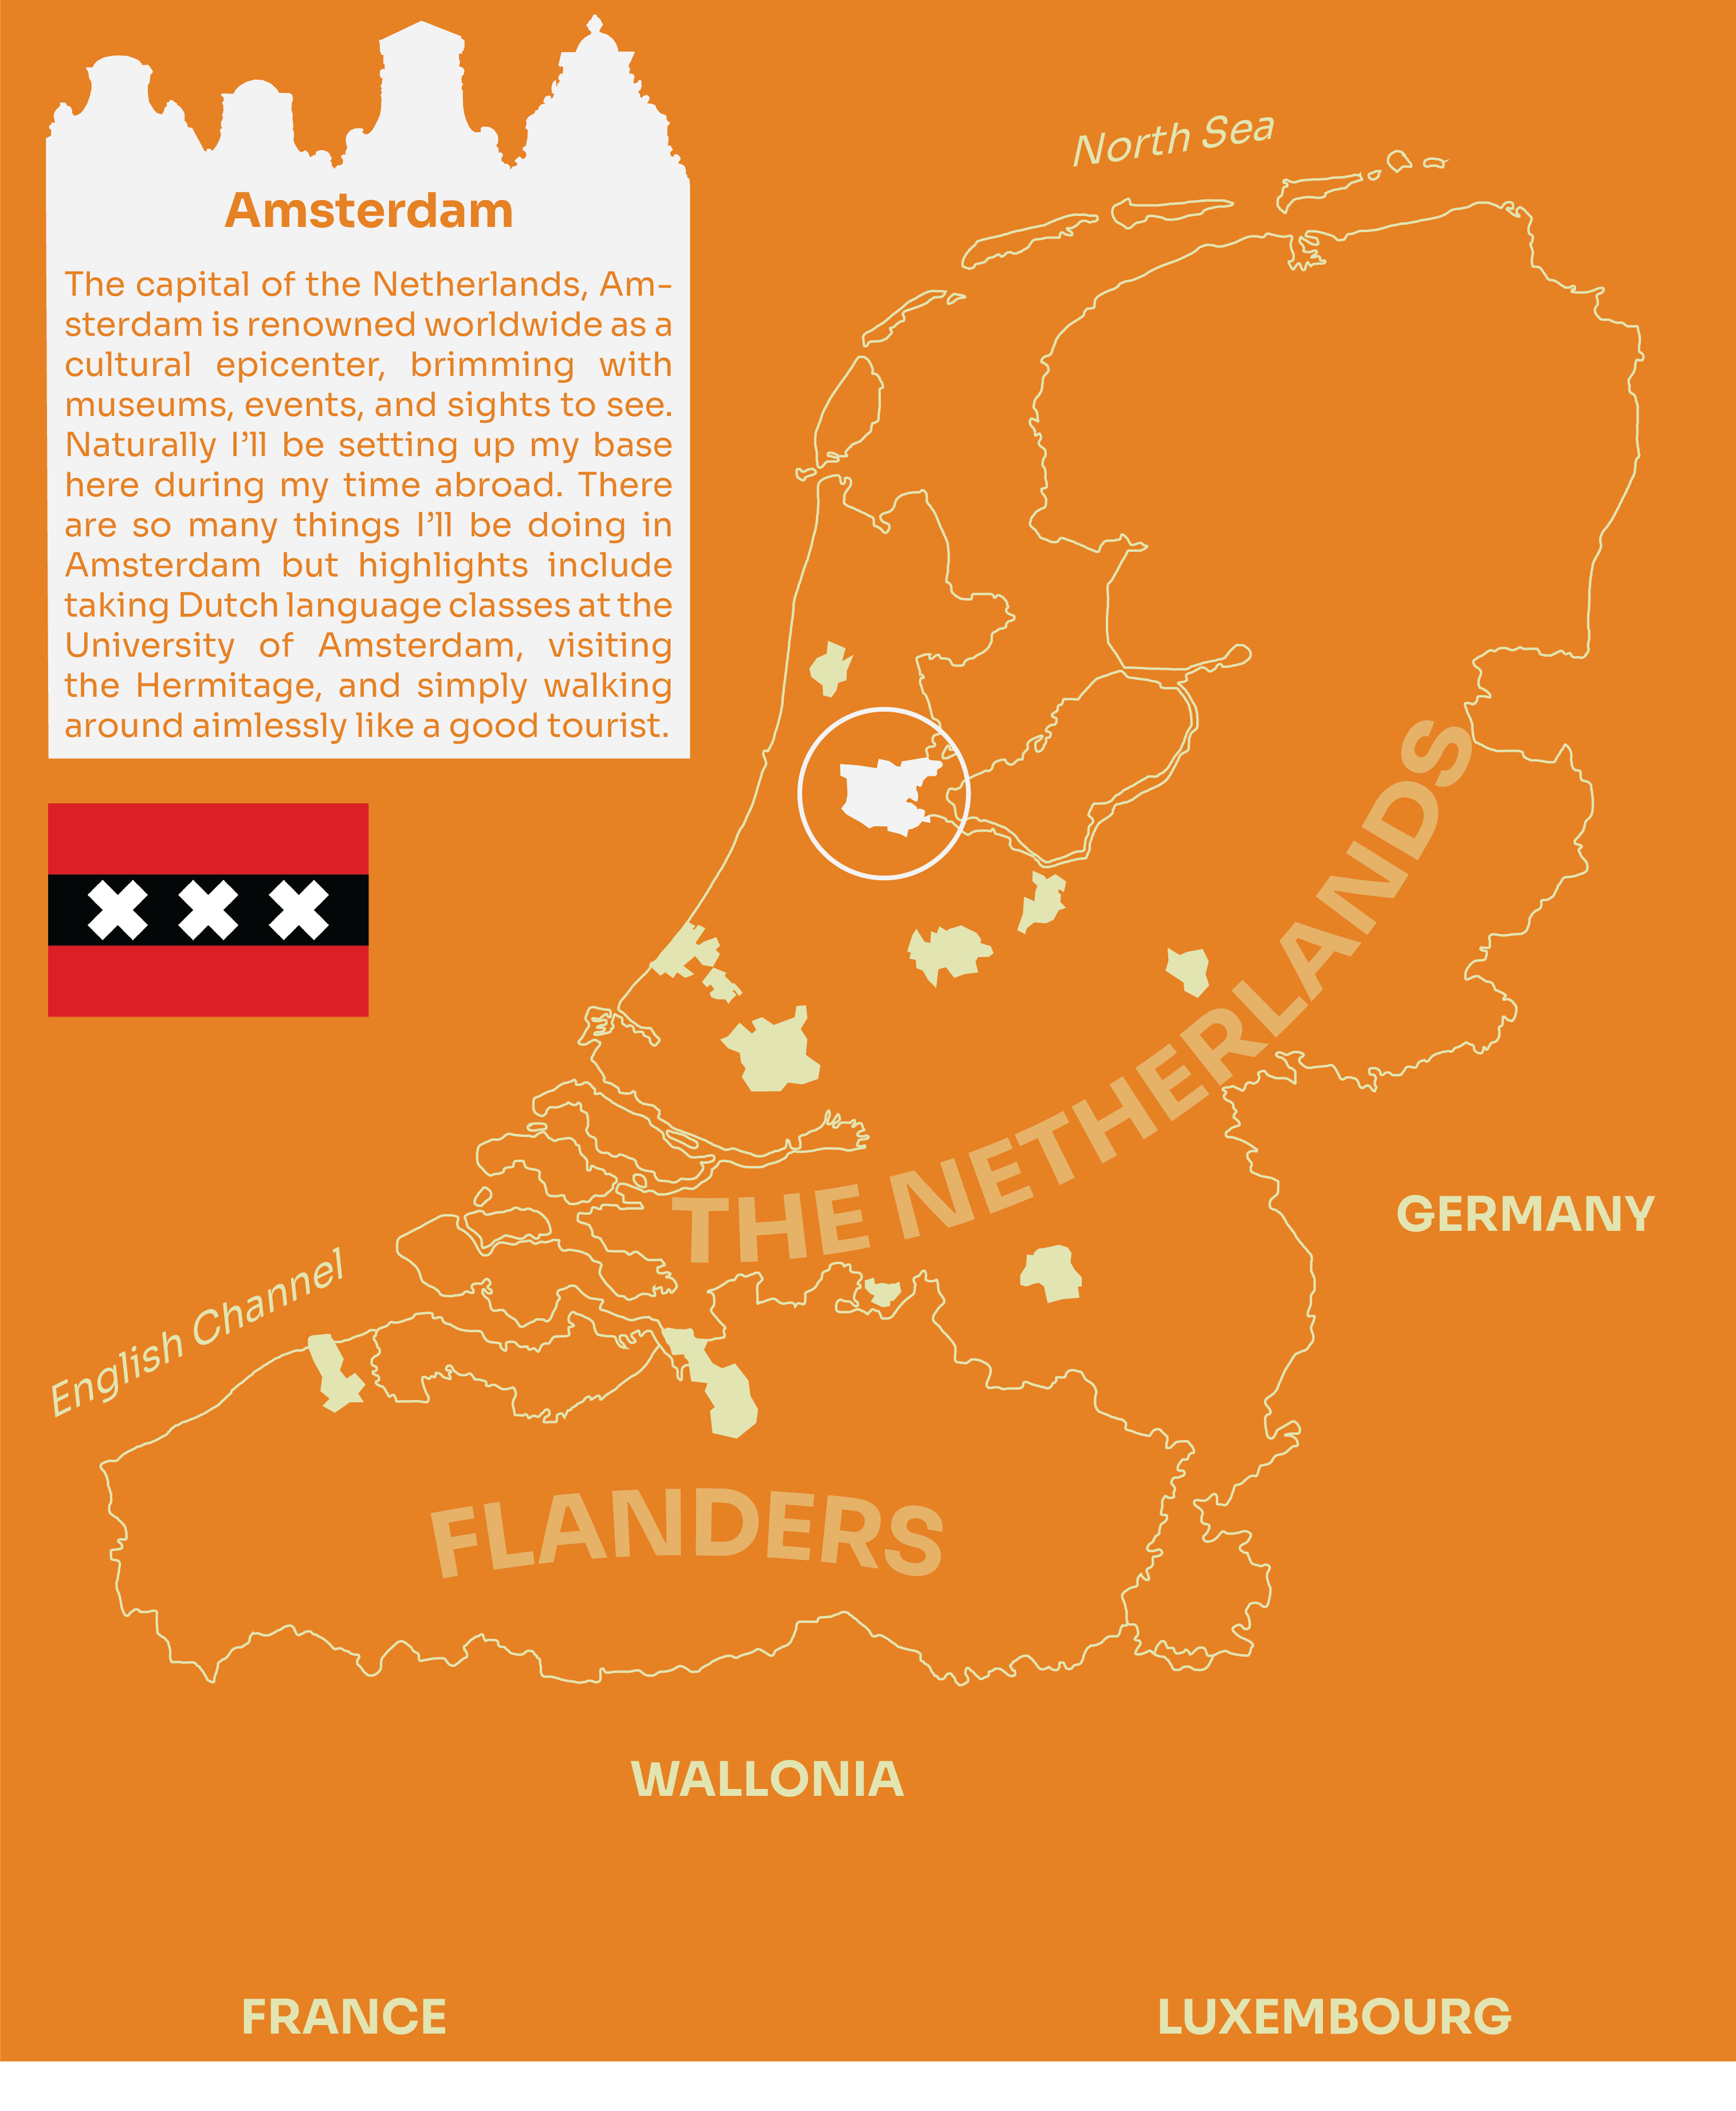 Amsterdam
The capital of the Netherlands, Am-
sterdam is renowned worldwide as a
cultural epicenter, brimming with
museums, events, and sights to see.
Naturally I'll be setting up my base
here during my time abroad. There
are so many things I'll be doing in
Amsterdam but highlights include
taking Dutch language classes at the
University of Amsterdam, visiting
the Hermitage, and simply walking
around aimlessly like a good tourist.
North Sea
THE NETHERLANDS
GERMANY
English Channel
FLANDERS
WALLONIA
FRANCE
LUXEMBOURG